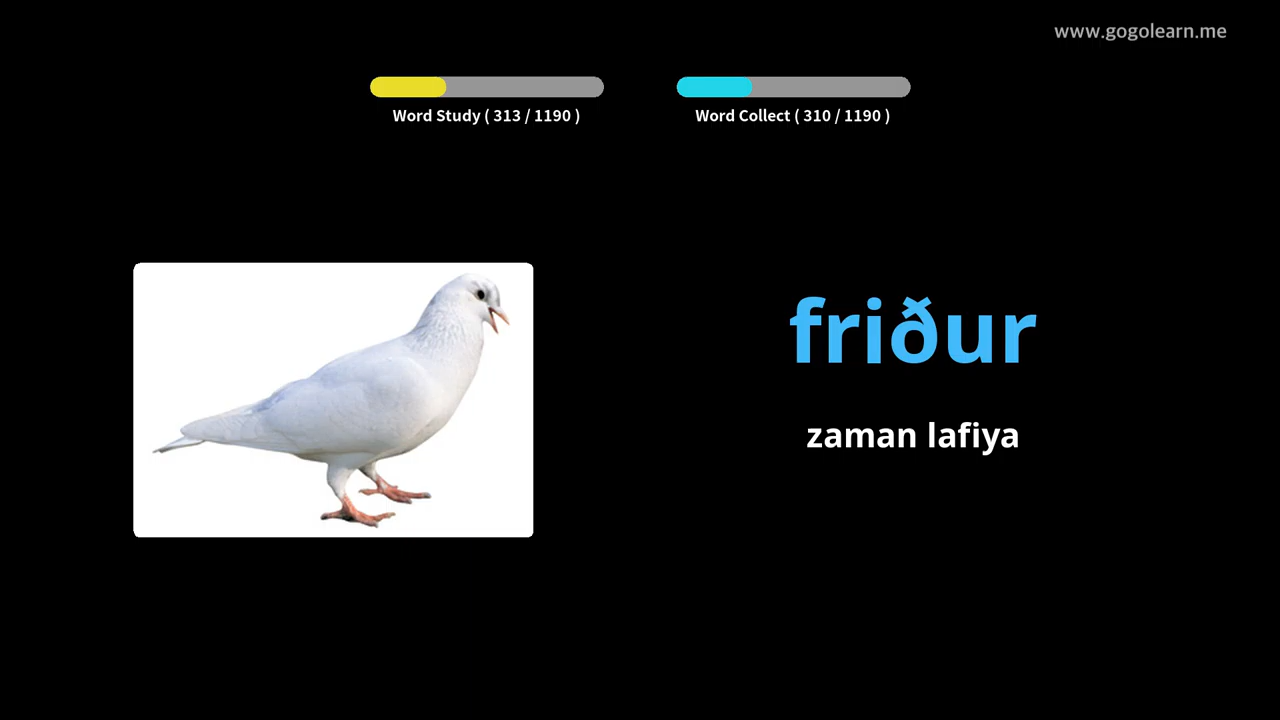 www.gogolearn.me
Word Study ( 313 / 1190 )
Word Collect ( 310 / 1190 )
friður
zaman lafiya